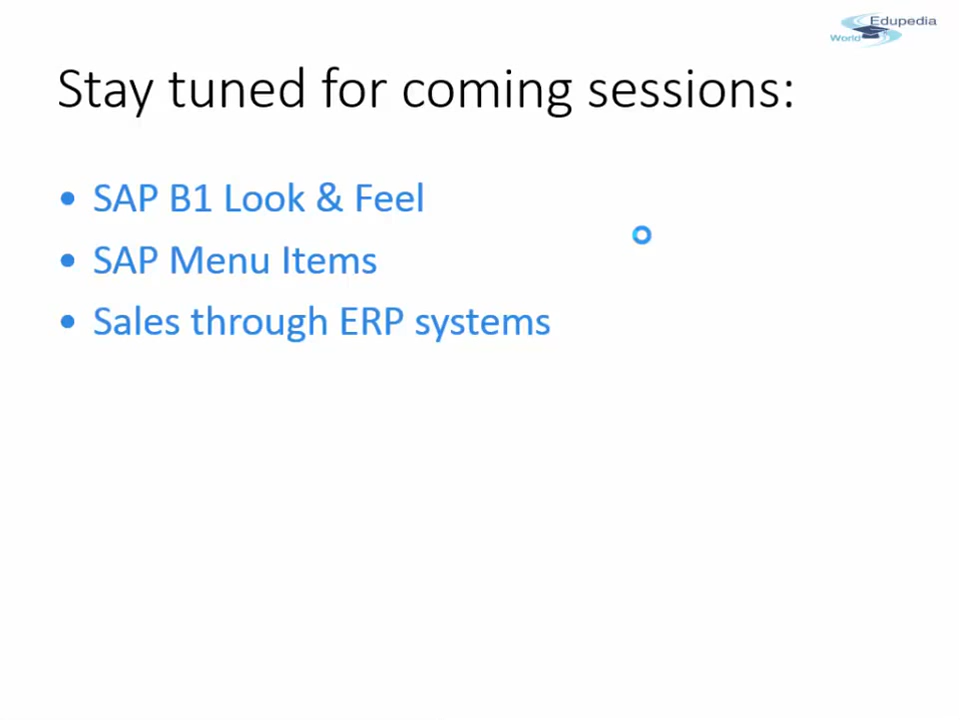 Edupedia
World
Stay tuned for coming sessions:
• SAP B1 Look & Feel
• SAP Menu Items
• Sales through ERP systems